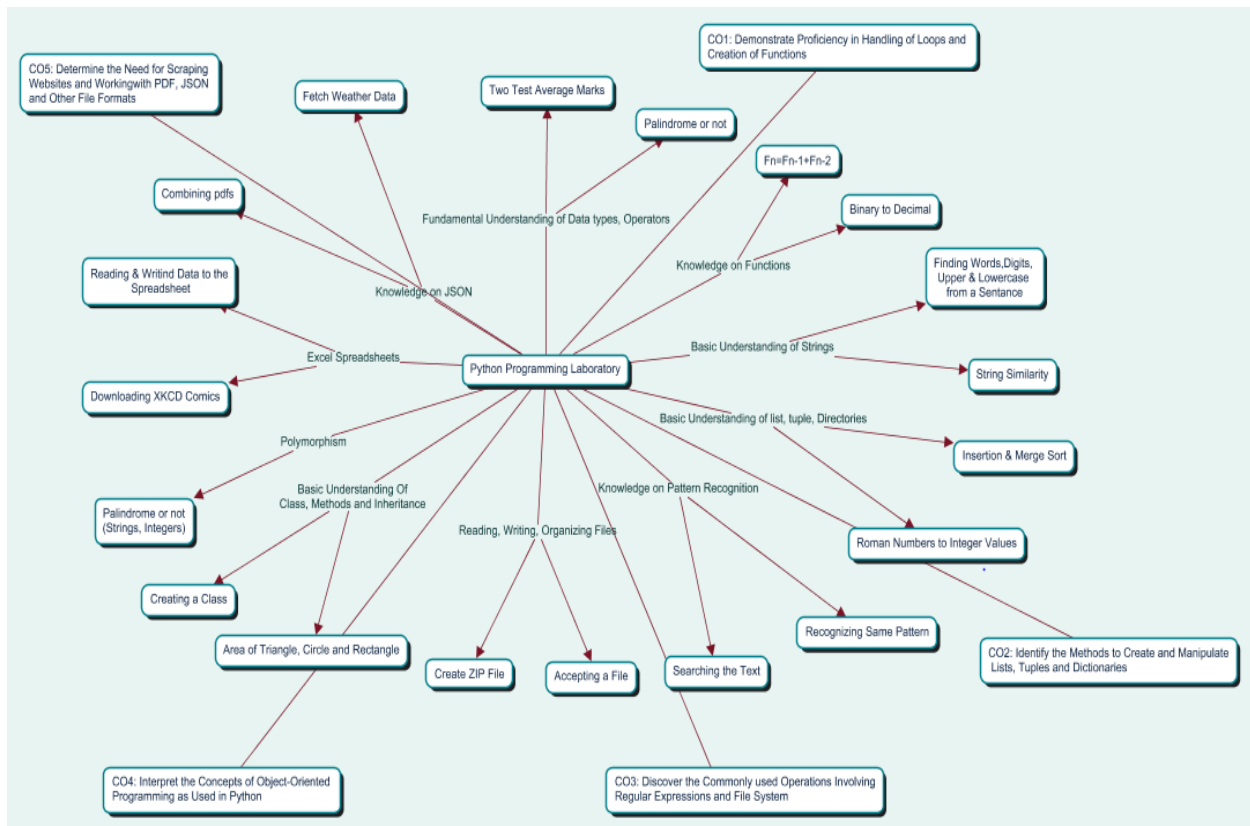 CO1: Demonstrate Proficiency in Handling of Loops and
Creation of Functions
CO5: Determine the Need for Scraping
Websites and Workingwith PDF, JSON
and Other File Formats
Fetch Weather Data
Two Test Average Marks
Palindrome or not
Fn=Fn-1+Fn-2
Combining pdfs
Binary to Decimal
Fundamental Understanding of Data types, Operators
Knowledge on Functions
Finding Words,Digits,
Upper & Lowercase
from a Sentence
Reading & Writind Data to the
Spreadsheet
Knowledge on JSON
Excel Spreadsheets
Basic Understanding of Strings
Python Programming Laboratory
String Similarity
Downloading XKCD Comics
Basic Understanding of list, tuple, Directories
Polymorphism
Insertion & Merge Sort
Basic Understanding Of
Class, Methods and Inheritance
Knowledge on Pattern Recognition
Palindrome or not
(Strings, Integers)
Reading, Writing, Organizing Files
Roman Numbers to Integer Values
Creating a Class
Recognizing Same Pattern
Area of Triangle, Circle and Rectangle
Create ZIP File
Accepting a File
Searching the Text
CO2: Identify the Methods to Create and Manipulate
Lists, Tuples and Dictionaries
CO4: Interpret the Concepts of Object-Oriented
Programming as Used in Python
CO3: Discover the Commonly used Operations Involving
Regular Expressions and File System